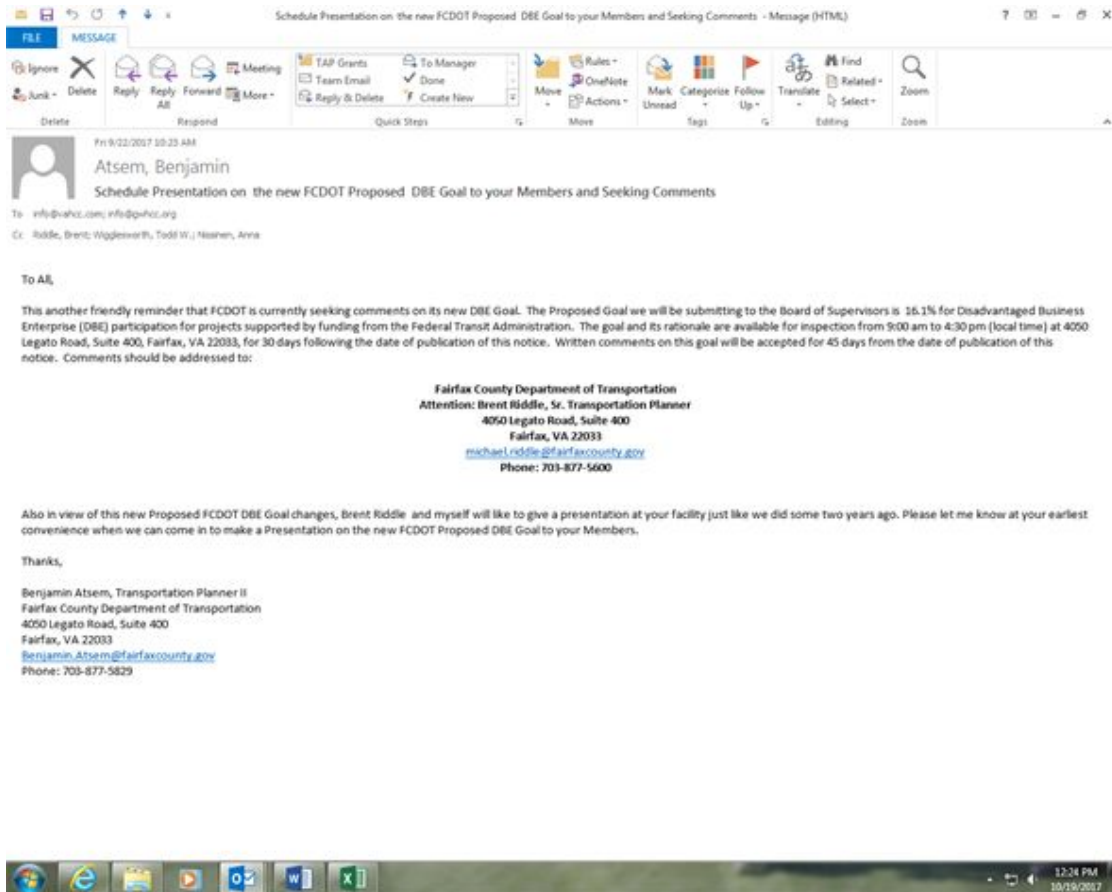 Schedule Presentation on the new FCDOT Proposed DBE Goal to your Members and Seeking Comments - Message (HTML)
FILE MESSAGE
Ignore
Junk
Delete
Reply
Reply All
Forward
Meeting
More
TAP Grants
Team Email
Reply & Delete
To Manager
Done
Create New
Move
Rules
OneNote
Actions
Mark Unread
Categorize
Follow Up
Translate
Find
Related
Select
Zoom
Delete Respond Quick Steps Move Tags Editing Zoom
Fri 9/22/2017 10:23 AM
Atsem, Benjamin
Schedule Presentation on the new FCDOT Proposed DBE Goal to your Members and Seeking Comments
To info@vahcc.com; info@gwhcc.org
Cc Riddle, Brent; Wigglesworth, Todd W.; Nissinen, Anna
To All,
This another friendly reminder that FCDOT is currently seeking comments on its new DBE Goal. The Proposed Goal we will be submitting to the Board of Supervisors is 16.1% for Disadvantaged Business
Enterprise (DBE) participation for projects supported by funding from the Federal Transit Administration. The goal and its rationale are available for inspection from 9:00 am to 4:30 pm (local time) at 4050
Legato Road, Suite 400, Fairfax, VA 22033, for 30 days following the date of publication of this notice. Written comments on this goal will be accepted for 45 days from the date of publication of this
notice. Comments should be addressed to:
Fairfax County Department of Transportation
Attention: Brent Riddle, Sr. Transportation Planner
4050 Legato Road, Suite 400
Fairfax, VA 22033
michael.riddle@fairfaxcounty.gov
Phone: 703-877-5600
Also in view of this new Proposed FCDOT DBE Goal changes, Brent Riddle and myself will like to give a presentation at your facility just like we did some two years ago. Please let me know at your earliest
convenience when we can come in to make a Presentation on the new FCDOT Proposed DBE Goal to your Members.
Thanks,
Benjamin Atsem, Transportation Planner II
Fairfax County Department of Transportation
4050 Legato Road, Suite 400
Fairfax, VA 22033
Benjamin.Atsem@fairfaxcounty.gov
Phone: 703-877-5829
12:24 PM
10/19/2017